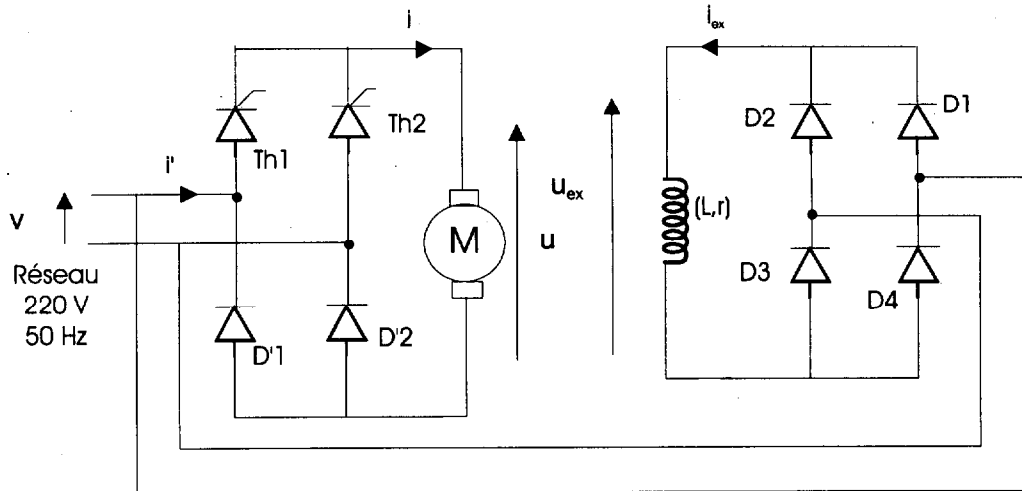 i
i_ex
Th1
Th2
D2
D1
i'
v
M
u_ex
u
(L,r)
Réseau
220 V
50 Hz
D'1
D'2
D3
D4